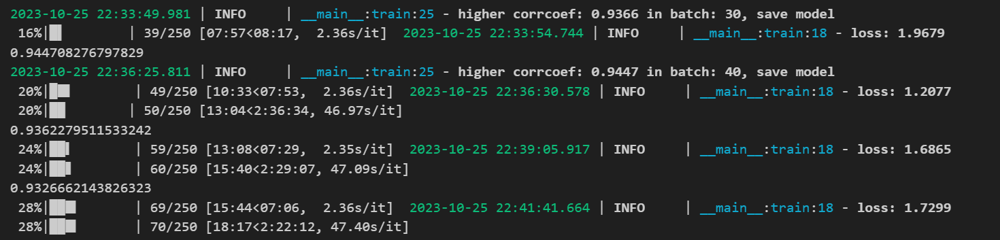 2023-10-25 22:33:49.981 | INFO     | __main__:train:25 - higher corrcoef: 0.9366 in batch: 30, save model
16%|█▌        | 39/250 [07:57<08:17,  2.36s/it]  2023-10-25 22:33:54.744 | INFO     | __main__:train:18 - loss: 1.9679
0.944708276797829
2023-10-25 22:36:25.811 | INFO     | __main__:train:25 - higher corrcoef: 0.9447 in batch: 40, save model
20%|█▉        | 49/250 [10:33<07:53,  2.36s/it]  2023-10-25 22:36:30.578 | INFO     | __main__:train:18 - loss: 1.2077
20%|██        | 50/250 [13:04<2:36:34, 46.97s/it]
0.9362279511533242
24%|██▎       | 59/250 [13:08<07:29,  2.35s/it]  2023-10-25 22:39:05.917 | INFO     | __main__:train:18 - loss: 1.6865
24%|██▍       | 60/250 [15:40<2:29:07, 47.09s/it]
0.9326662143826323
28%|██▊       | 69/250 [15:44<07:06,  2.36s/it]  2023-10-25 22:41:41.664 | INFO     | __main__:train:18 - loss: 1.7299
28%|██▊       | 70/250 [18:17<2:22:12, 47.40s/it]